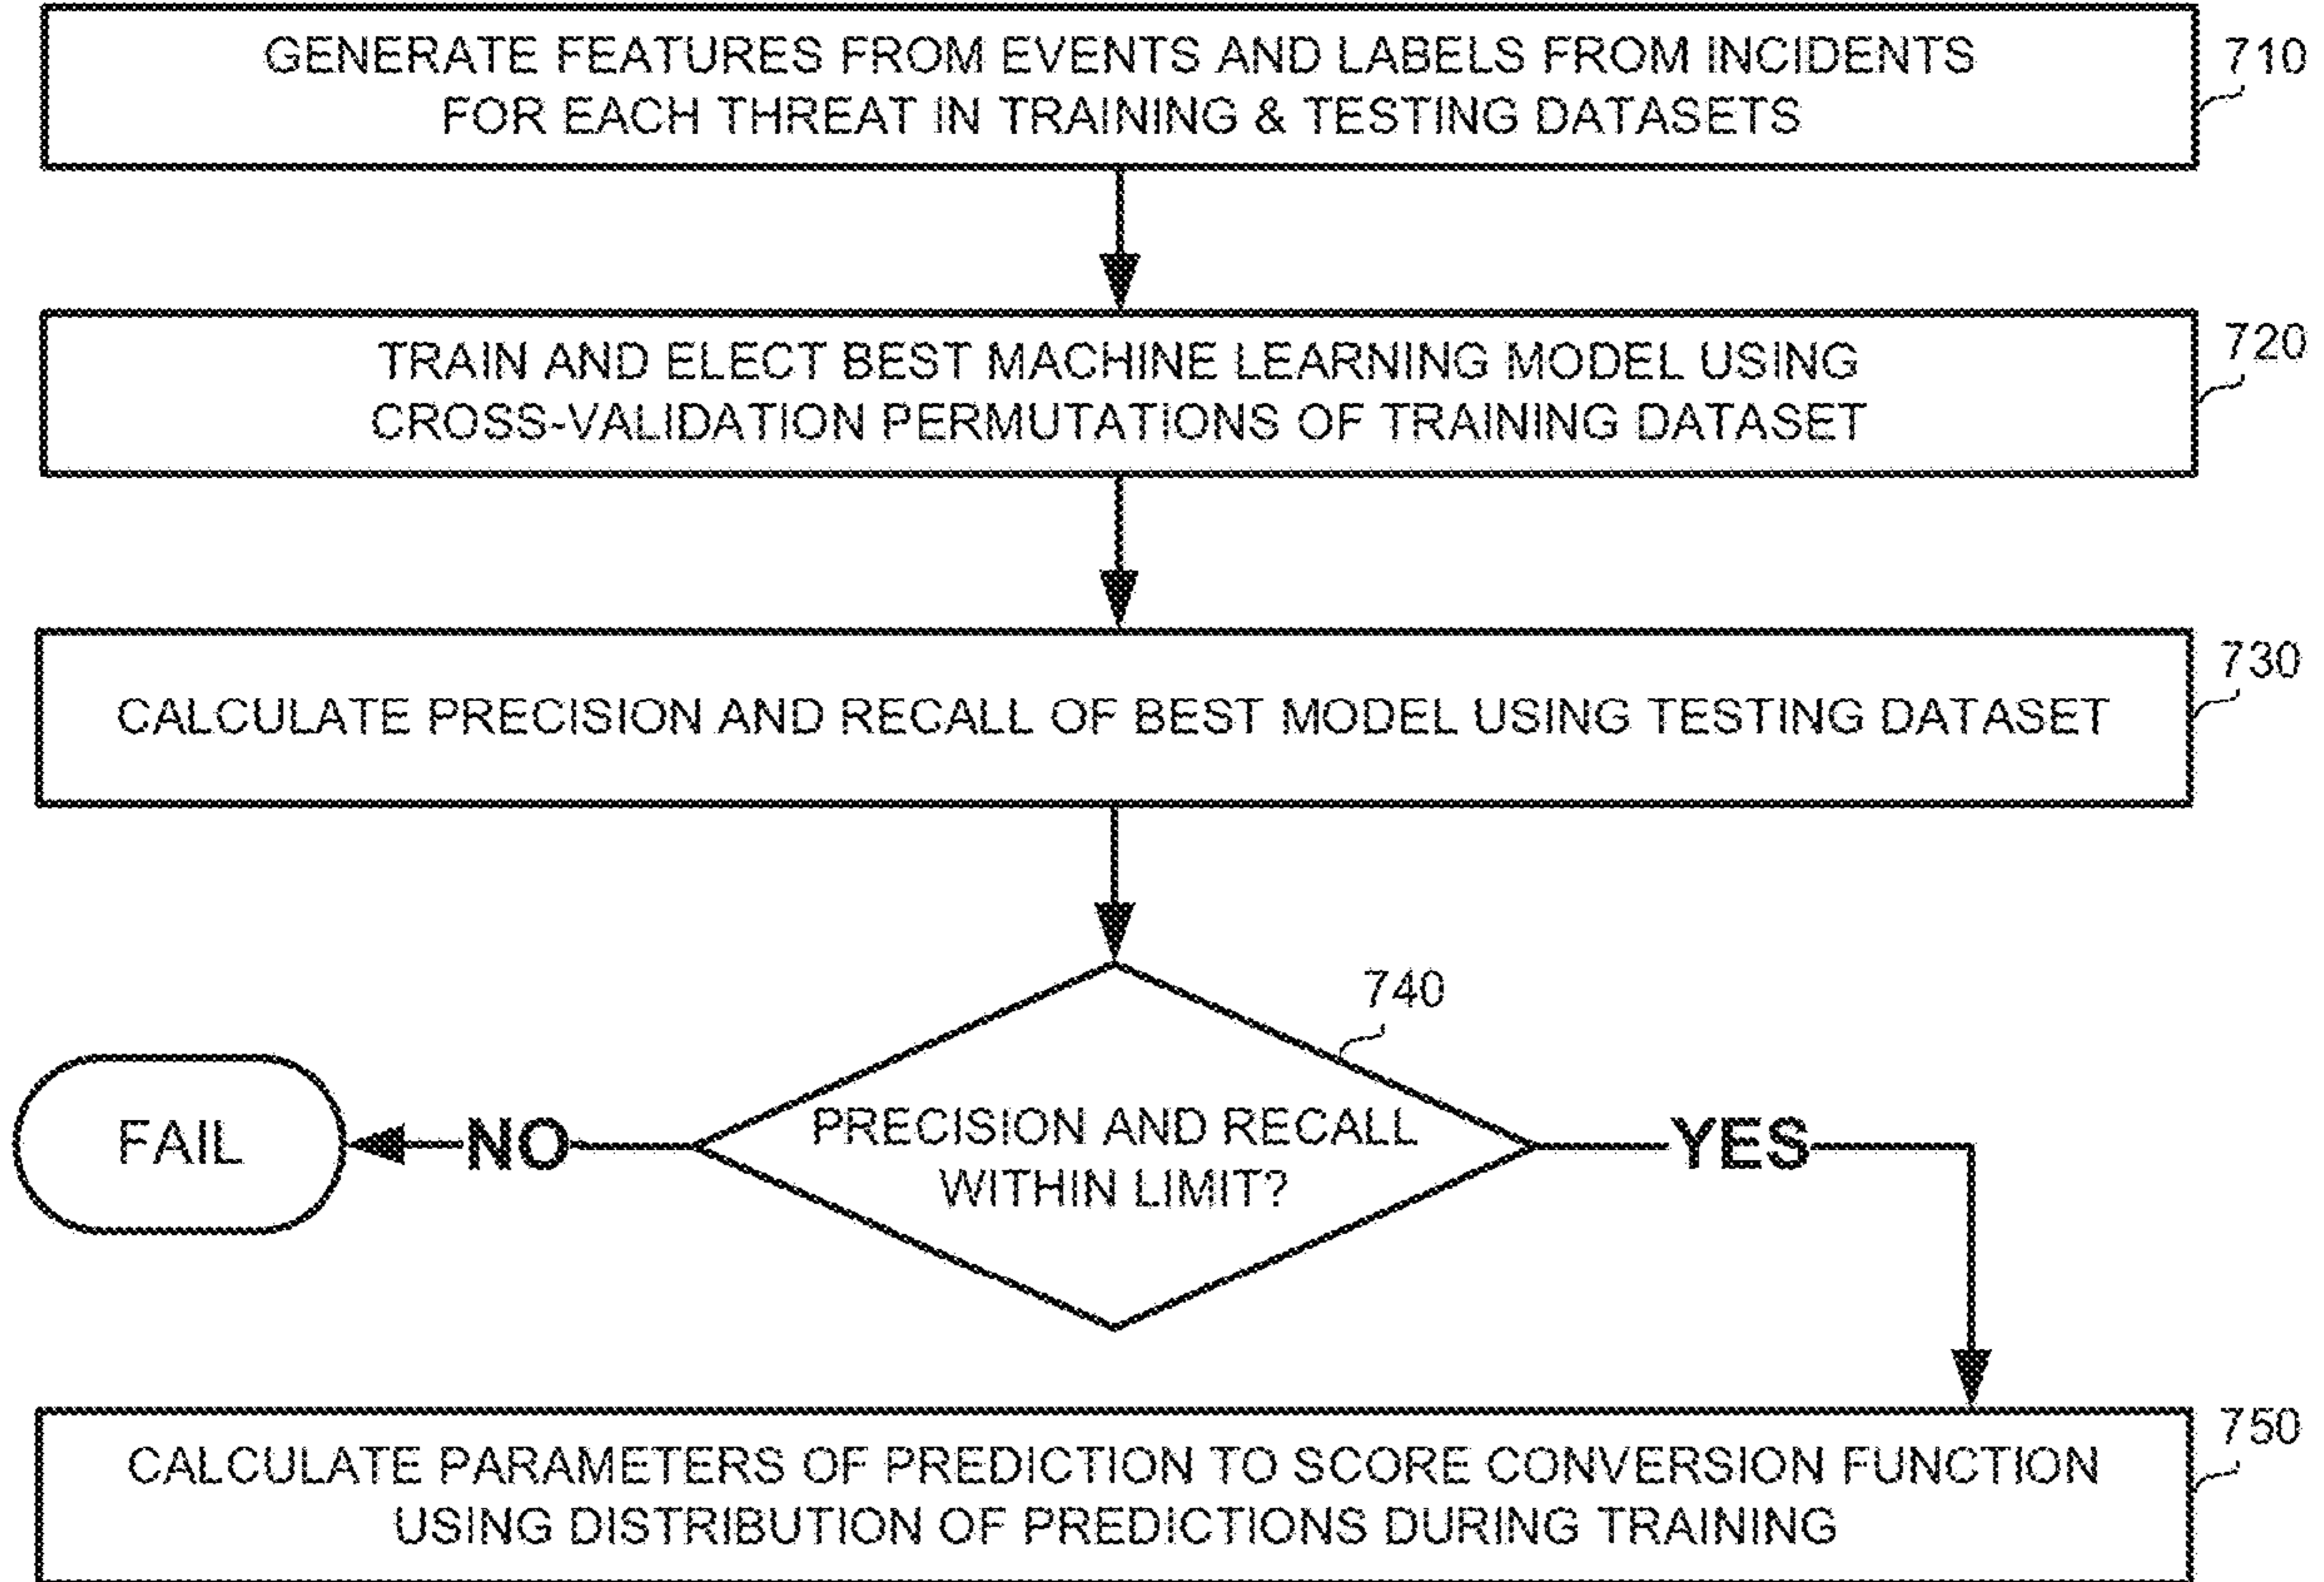 GENERATE FEATURES FROM EVENTS AND LABELS FROM INCIDENTS
FOR EACH THREAT IN TRAINING & TESTING DATASETS
710
TRAIN AND ELECT BEST MACHINE LEARNING MODEL USING
CROSS-VALIDATION PERMUTATIONS OF TRAINING DATASET
720
CALCULATE PRECISION AND RECALL OF BEST MODEL USING TESTING DATASET
730
740
PRECISION AND RECALL
WITHIN LIMIT?
FAIL
NO
YES
CALCULATE PARAMETERS OF PREDICTION TO SCORE CONVERSION FUNCTION
USING DISTRIBUTION OF PREDICTIONS DURING TRAINING
750